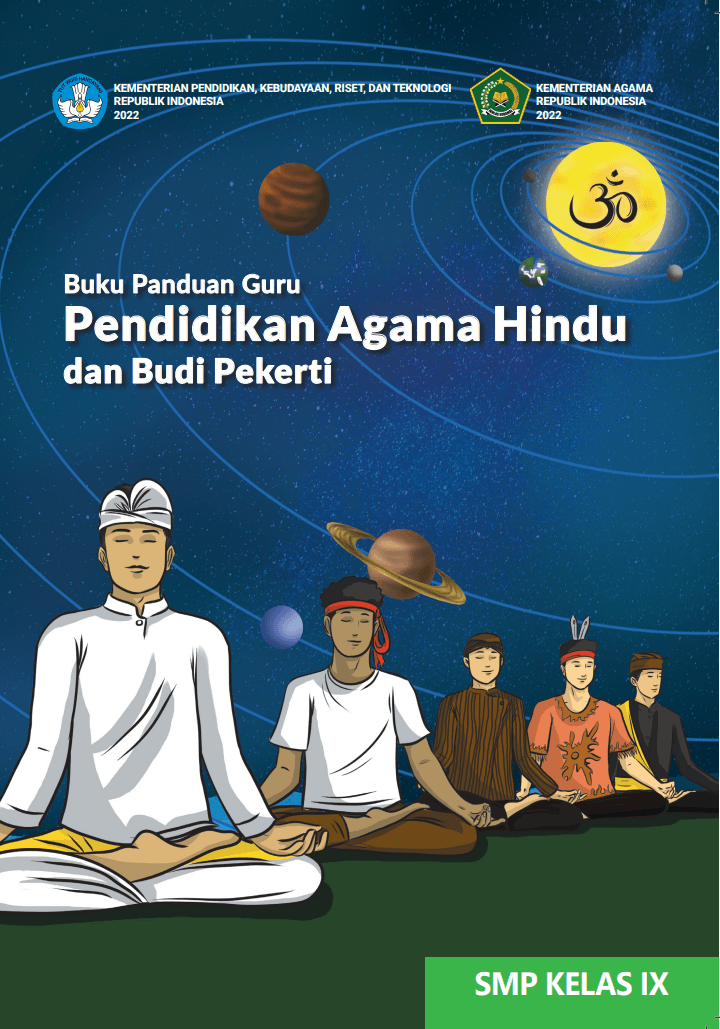 KEMENTERIAN PENDIDIKAN, KEBUDAYAAN, RISET, DAN TEKNOLOGI
REPUBLIK INDONESIA
2022
KEMENTERIAN AGAMA
REPUBLIK INDONESIA
2022
ॐ
Buku Panduan Guru
Pendidikan Agama Hindu
dan Budi Pekerti
SMP KELAS IX